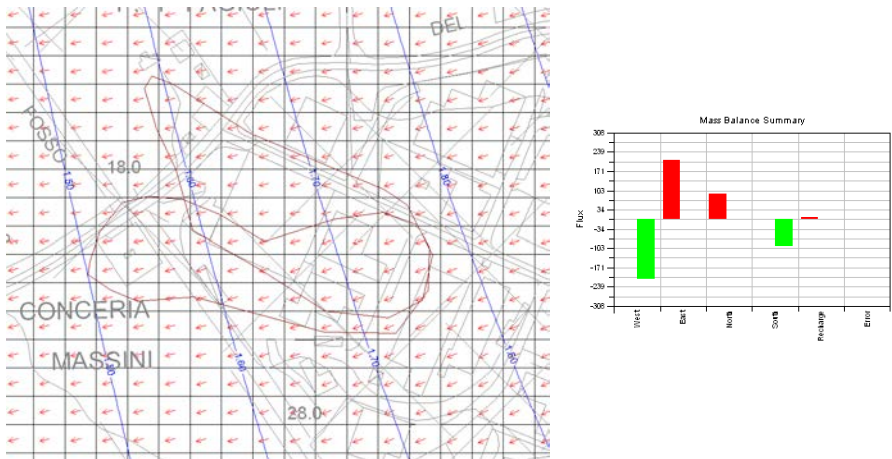 DEL
FOSSO
18.0
1.50
1.60
1.70
1.80
CONCERIA
MASSINI
1.60
1.70
28.0
Mass Balance Summary
Flux
308
239
171
103
34
-34
-103
-171
-239
-308
West
East
North
South
Recharge
Error